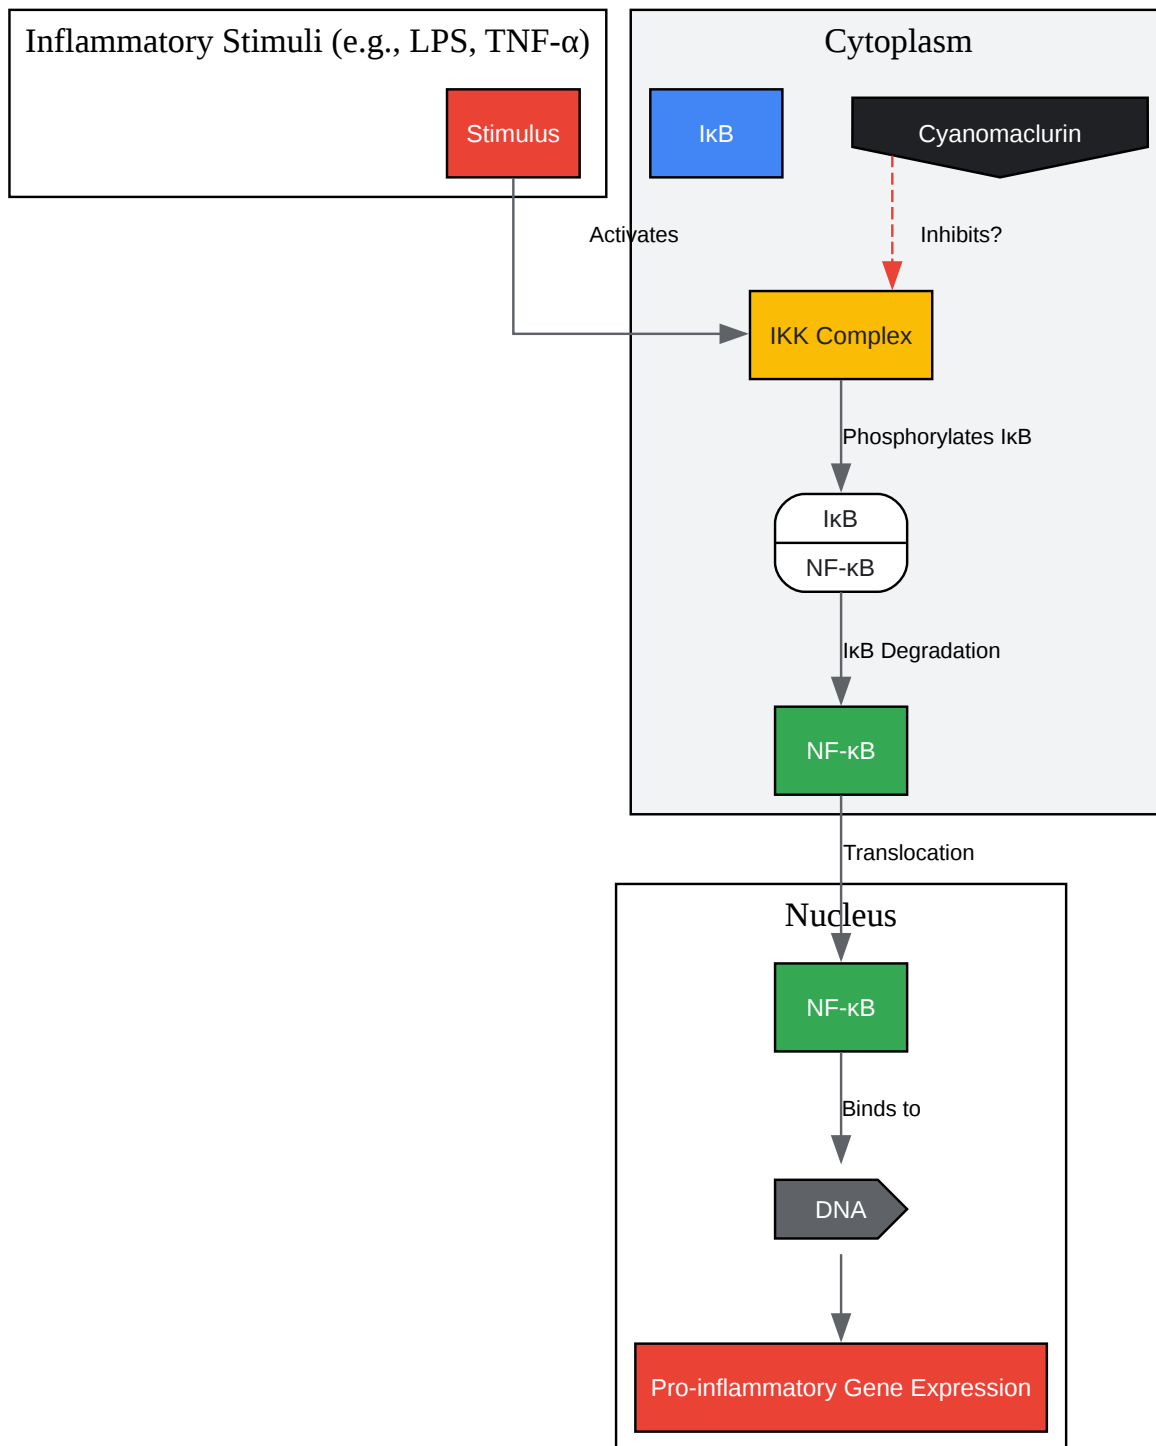 Inflammatory Stimuli (e.g., LPS, TNF-α)
Cytoplasm
Stimulus
IκB
Cyanomaclurin
Activates
Inhibits?
IKK Complex
Phosphorylates IκB
IκB
NF-κB
IκB Degradation
NF-κB
Translocation
Nucleus
NF-κB
Binds to
DNA
Pro-inflammatory Gene Expression